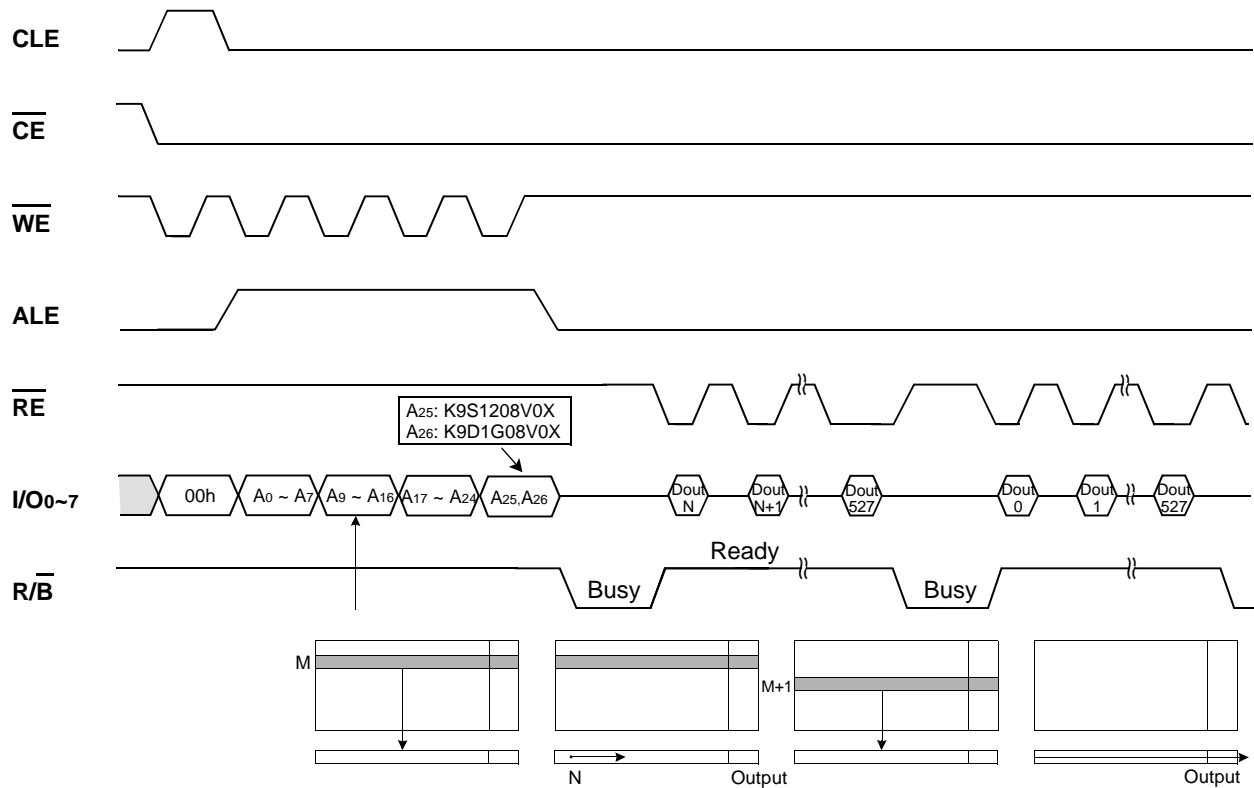 CLE
CE
WE
ALE
RE
A25: K9S1208V0X
A26: K9D1G08V0X
I/O0~7
00h
A0 ~ A7
A9 ~ A16
A17 ~ A24
A25,A26
Dout
N
Dout
N+1
Dout
527
Dout
0
Dout
1
Dout
527
R/B
Busy
Ready
Busy
M
M+1
N
Output
Output